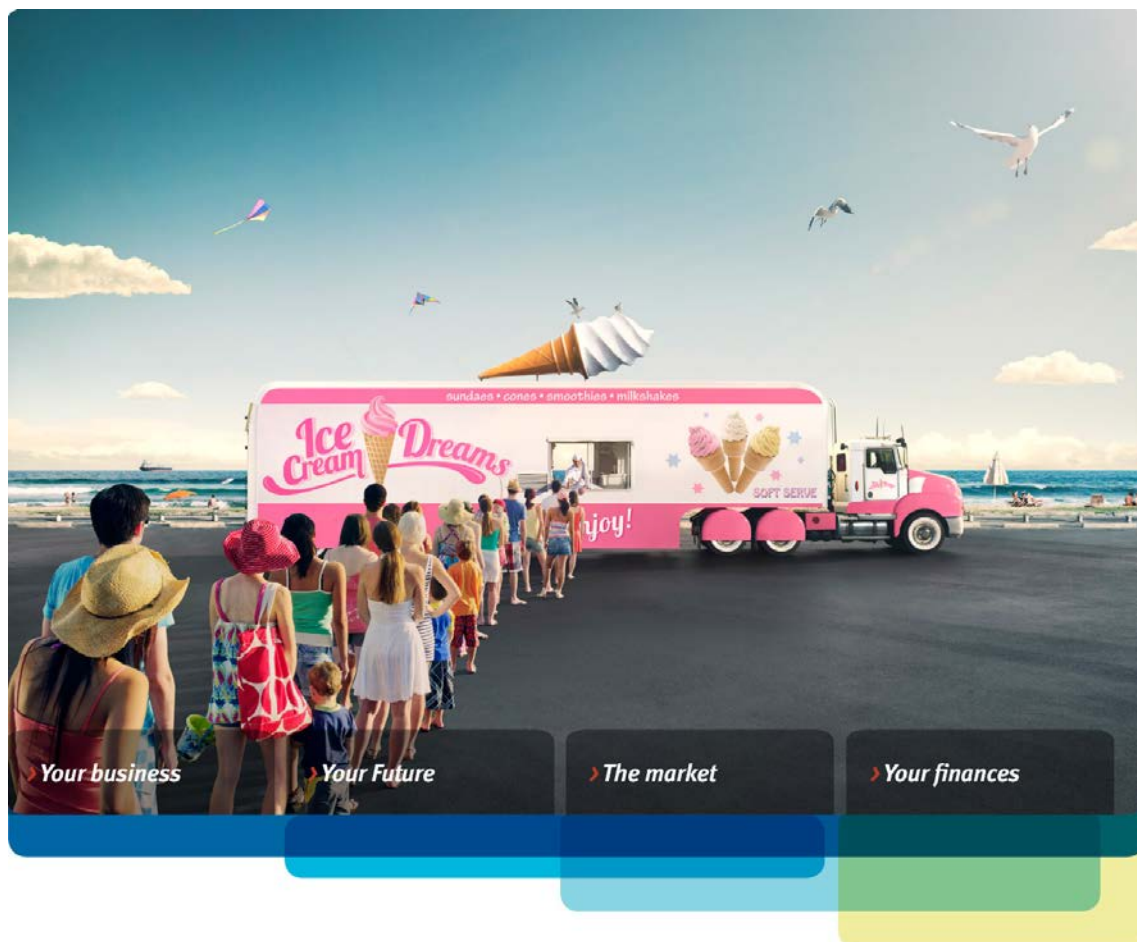 sundaes • cones • smoothies • milkshakes
Ice
Cream
Dreams
SOFT SERVE
njoy!
› Your business
› Your Future
› The market
› Your finances